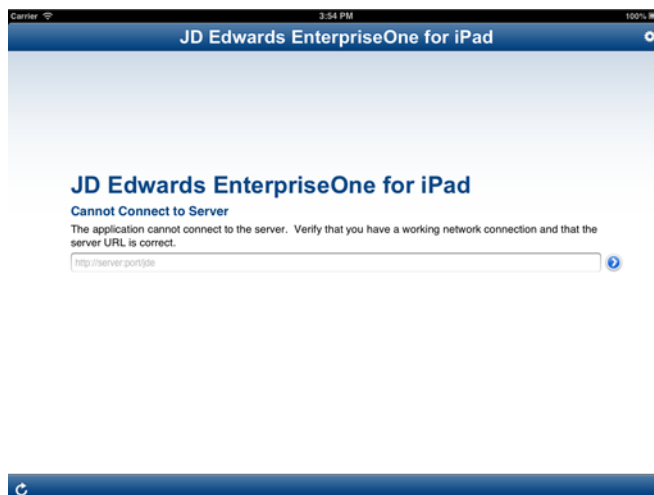 Carrier 3:54 PM 100%
JD Edwards EnterpriseOne for iPad
JD Edwards EnterpriseOne for iPad
Cannot Connect to Server
The application cannot connect to the server.  Verify that you have a working network connection and that the
server URL is correct.
http://server:port/jde